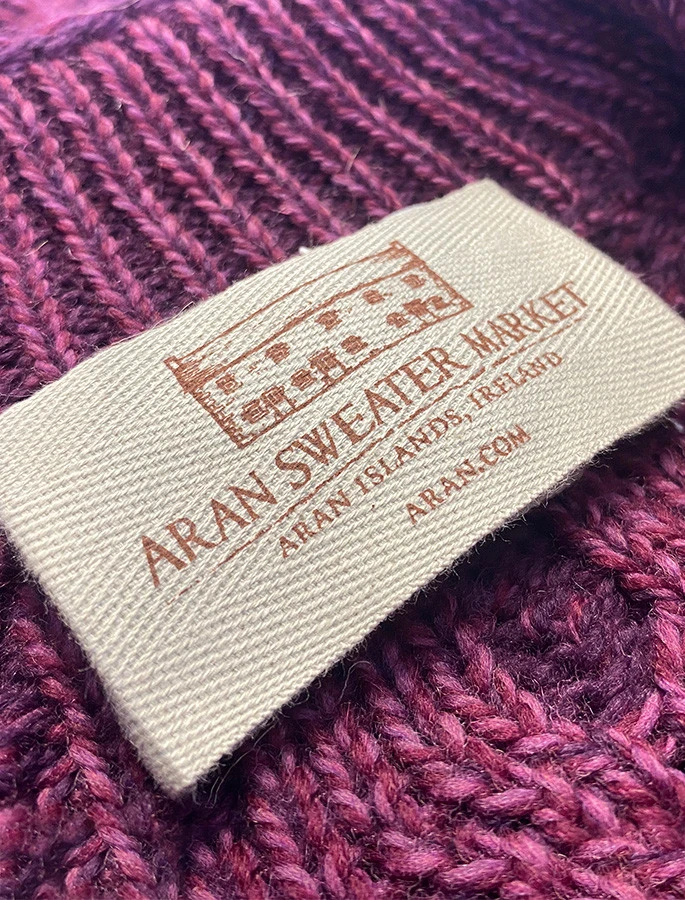 ARAN SWEATER MARKET
ARAN ISLANDS, IRELAND
ARAN.COM